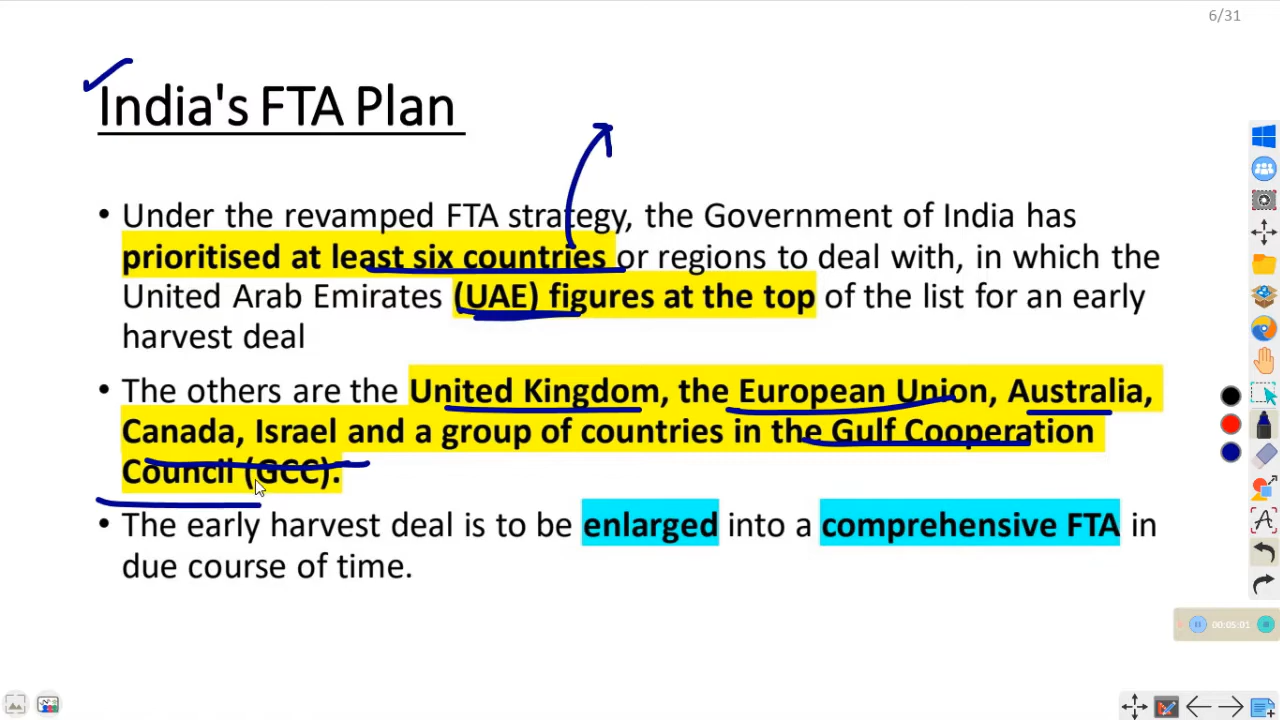 6/31
India's FTA Plan
• Under the revamped FTA strategy, the Government of India has
prioritised at least six countries or regions to deal with, in which the
United Arab Emirates (UAE) figures at the top of the list for an early
harvest deal
• The others are the United Kingdom, the European Union, Australia,
Canada, Israel and a group of countries in the Gulf Cooperation
Council (GCC).
• The early harvest deal is to be enlarged into a comprehensive FTA in
due course of time.
00:05:01